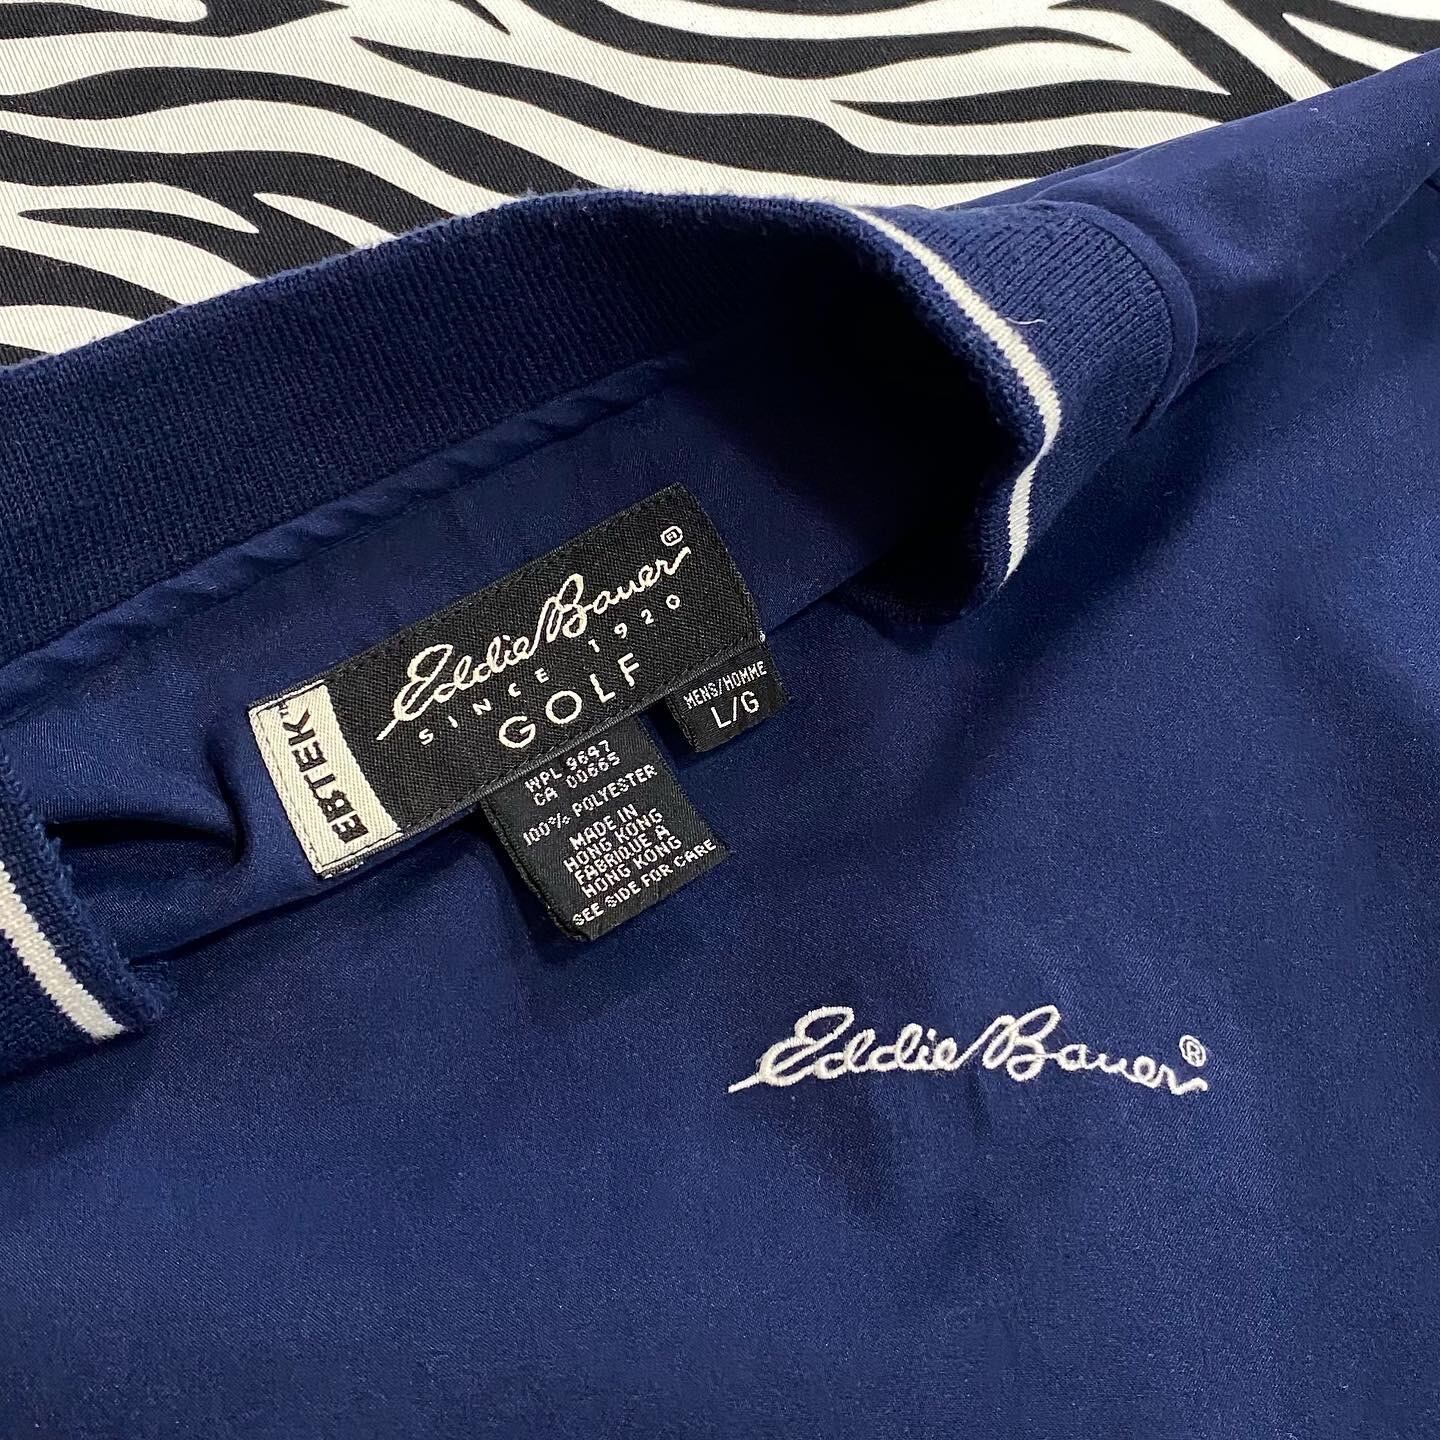 Eddie Bauer®
SINCE 1920
GOLF
EBTEK™
MENS/HOMME
L/G
WPL 9647
CA 00665
100% POLYESTER
MADE IN
HONG KONG
FABRIQUE A
HONG KONG
SEE SIDE FOR CARE
Eddie Bauer®